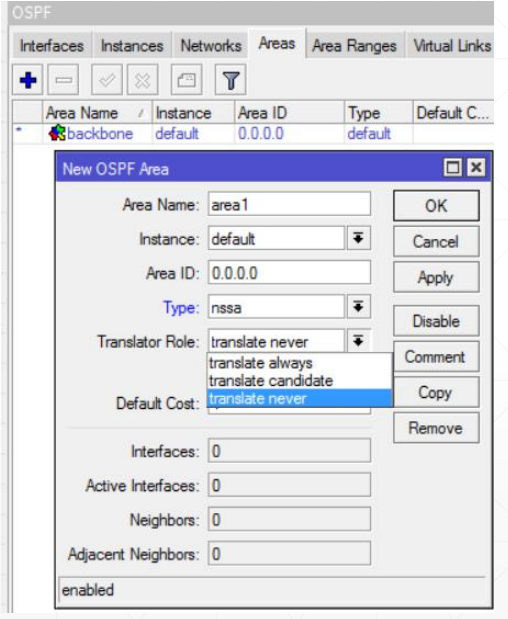 OSPF
Interfaces Instances Networks Areas Area Ranges Virtual Links
Area Name Instance Area ID Type Default C...
* backbone default 0.0.0.0 default
New OSPF Area
Area Name: area1 OK
Instance: default Cancel
Area ID: 0.0.0.0 Apply
Type: nssa
Disable
Translator Role: translate never
translate always Comment
translate candidate
translate never Copy
Default Cost:
Remove
Interfaces: 0
Active Interfaces: 0
Neighbors: 0
Adjacent Neighbors: 0
enabled